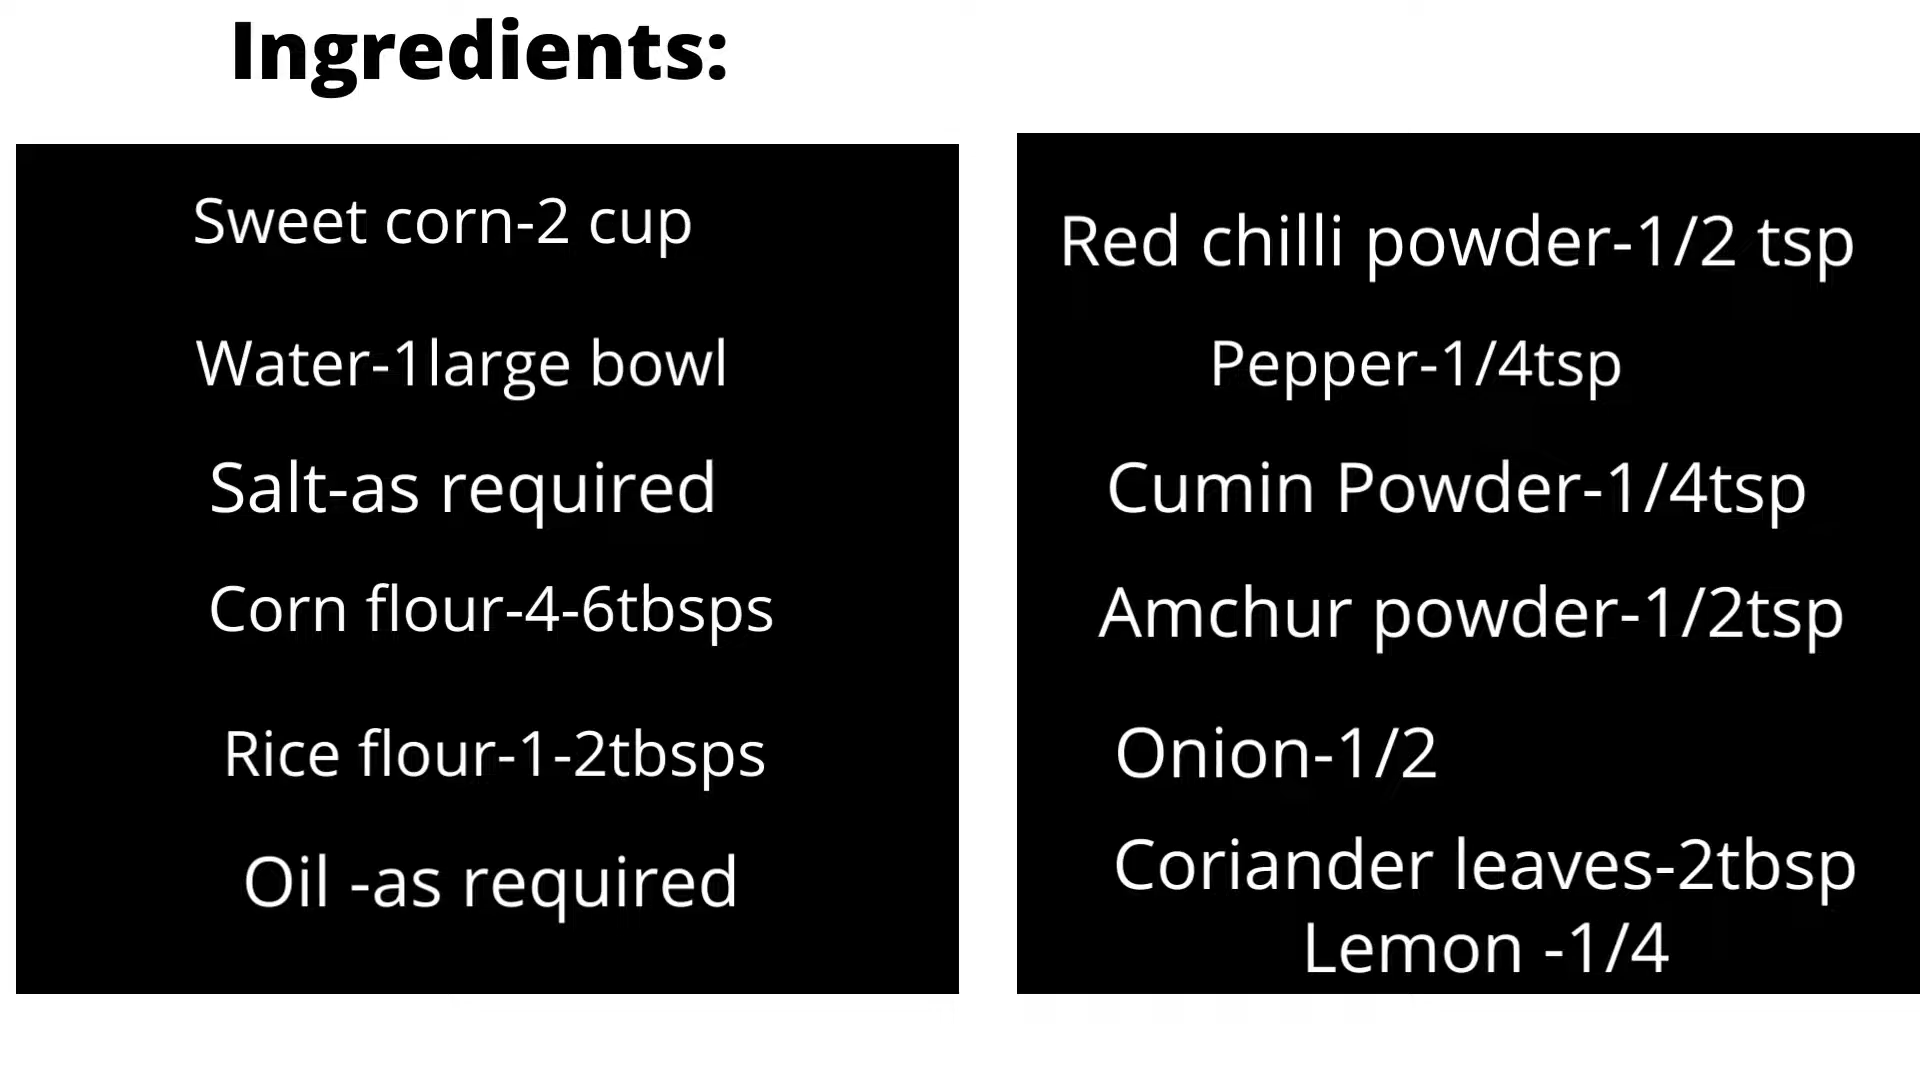 Ingredients:
Sweet corn-2 cup
Water-1large bowl
Salt-as required
Corn flour-4-6tbsps
Rice flour-1-2tbsps
Oil -as required
Red chilli powder-1/2 tsp
Pepper-1/4tsp
Cumin Powder-1/4tsp
Amchur powder-1/2tsp
Onion-1/2
Coriander leaves-2tbsp
Lemon -1/4